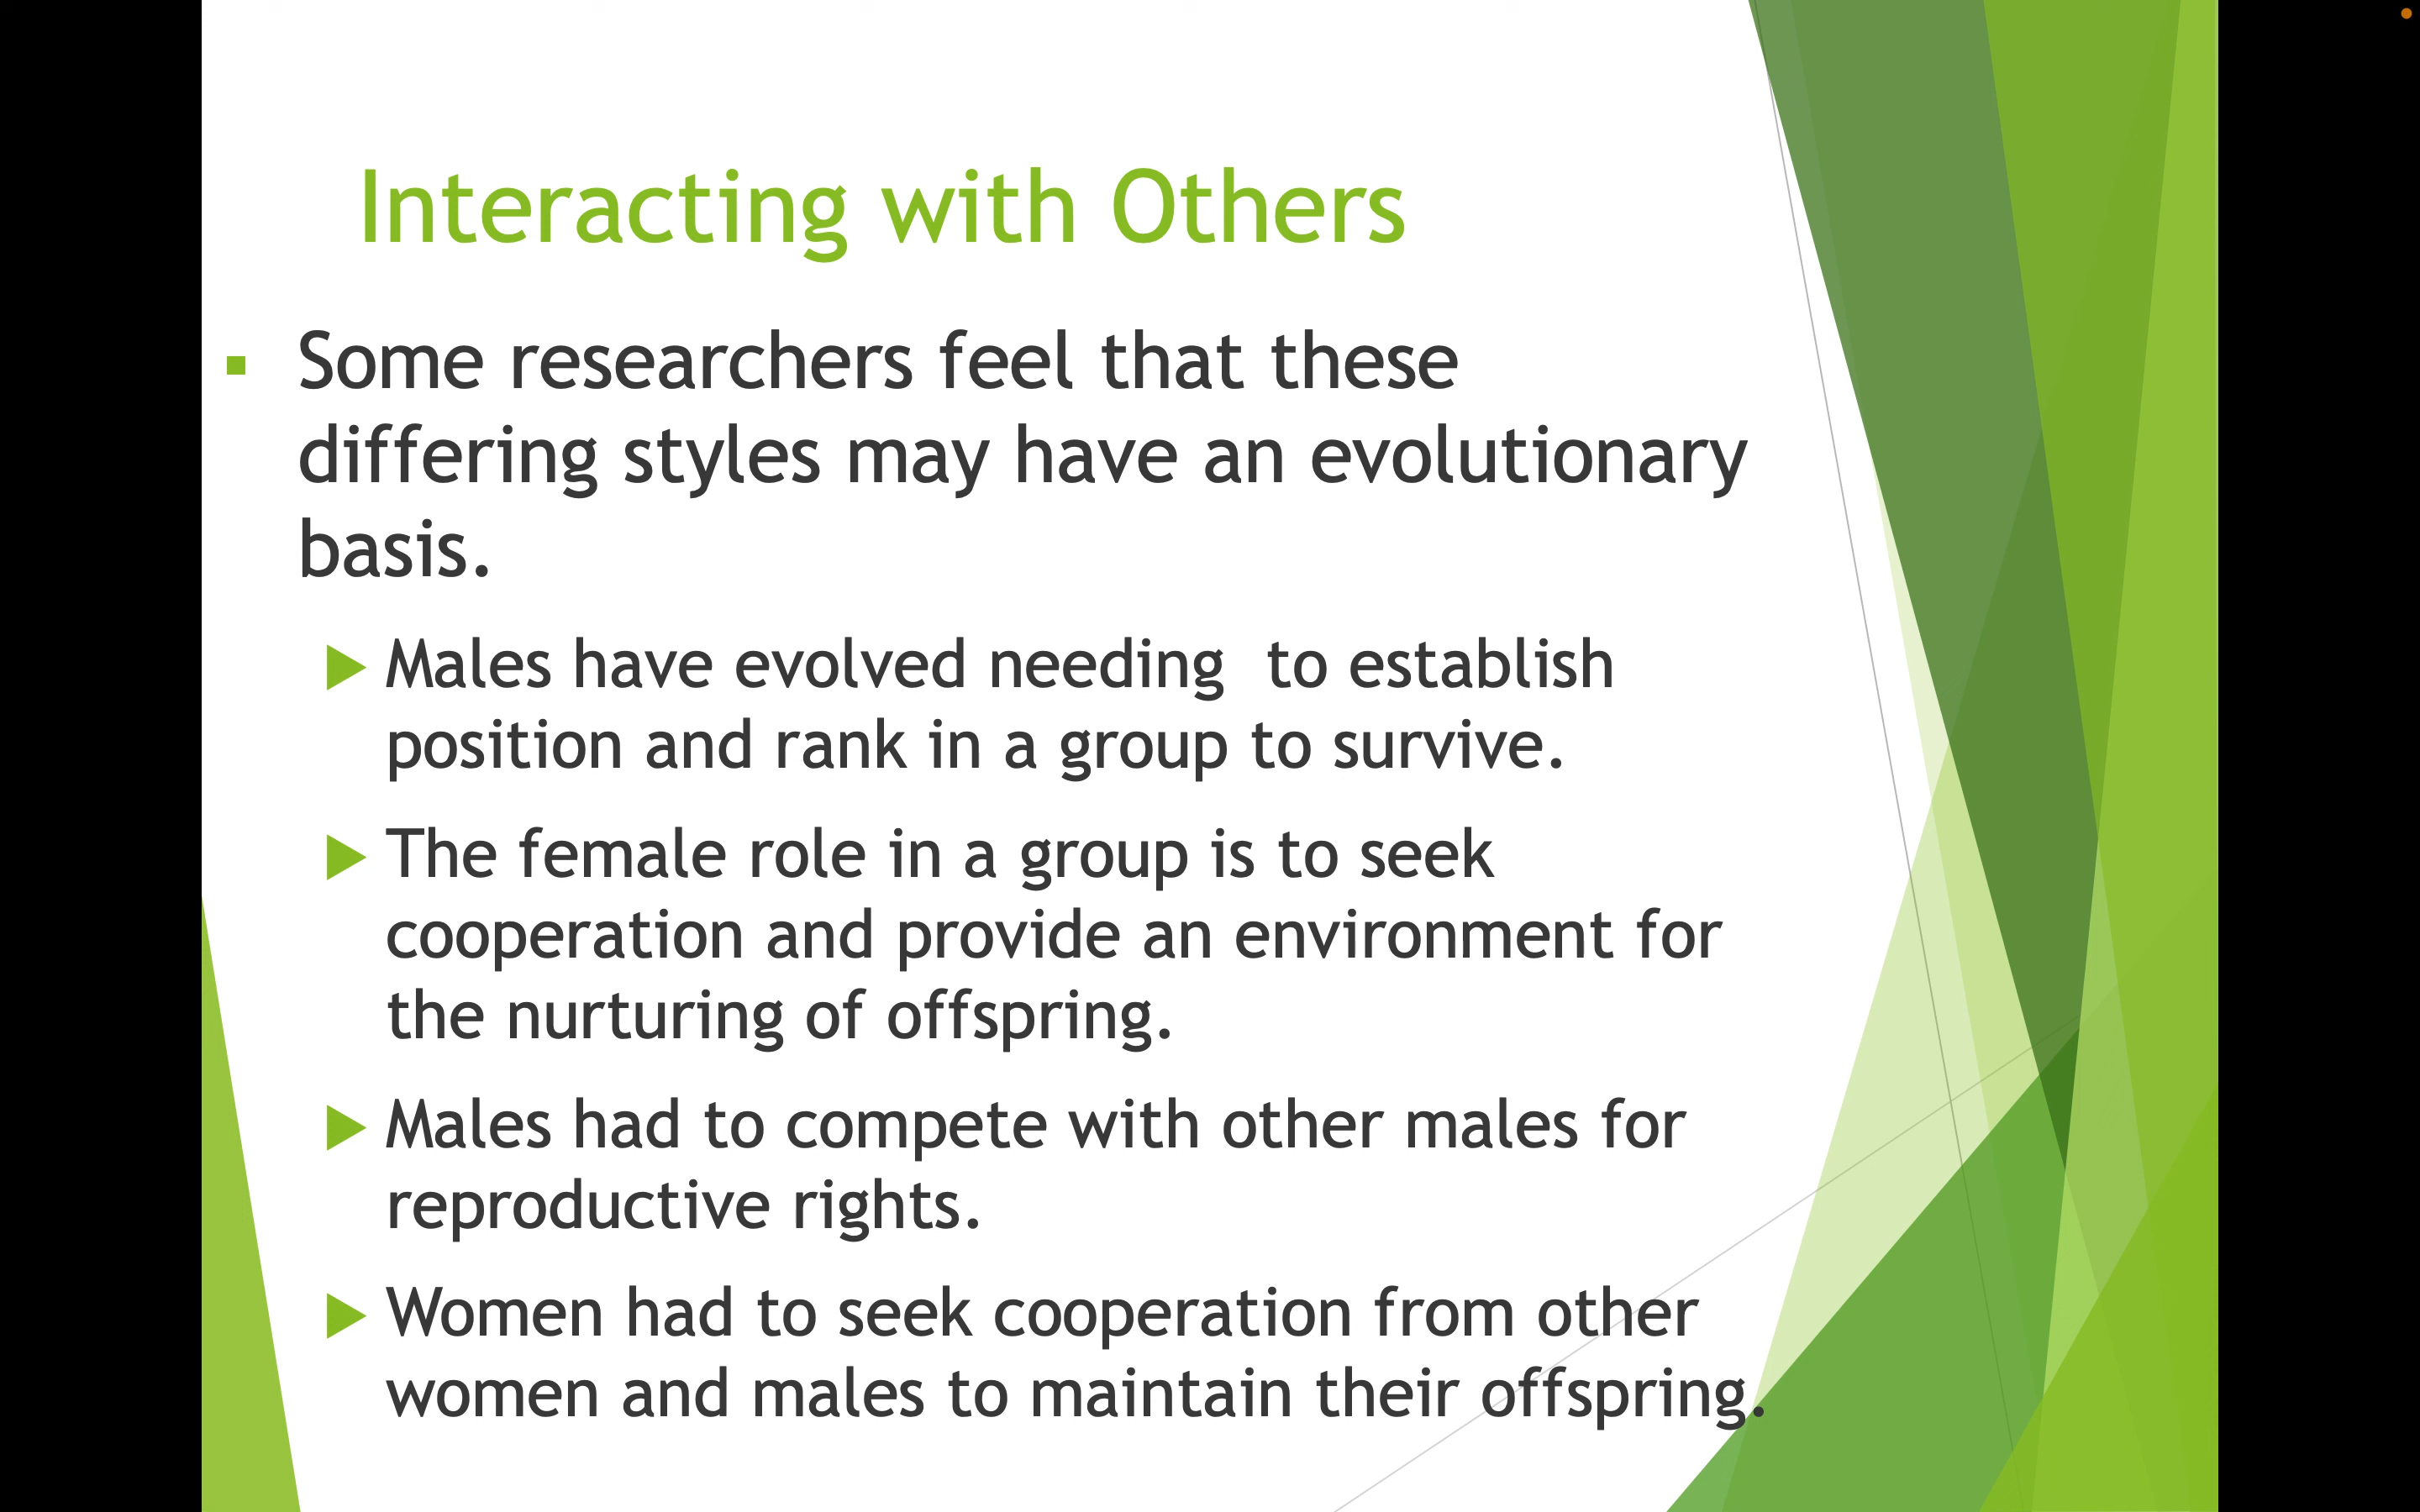 Interacting with Others
Some researchers feel that these
differing styles may have an evolutionary
basis.
Males have evolved needing  to establish
position and rank in a group to survive.
The female role in a group is to seek
cooperation and provide an environment for
the nurturing of offspring.
Males had to compete with other males for
reproductive rights.
Women had to seek cooperation from other
women and males to maintain their offspring.